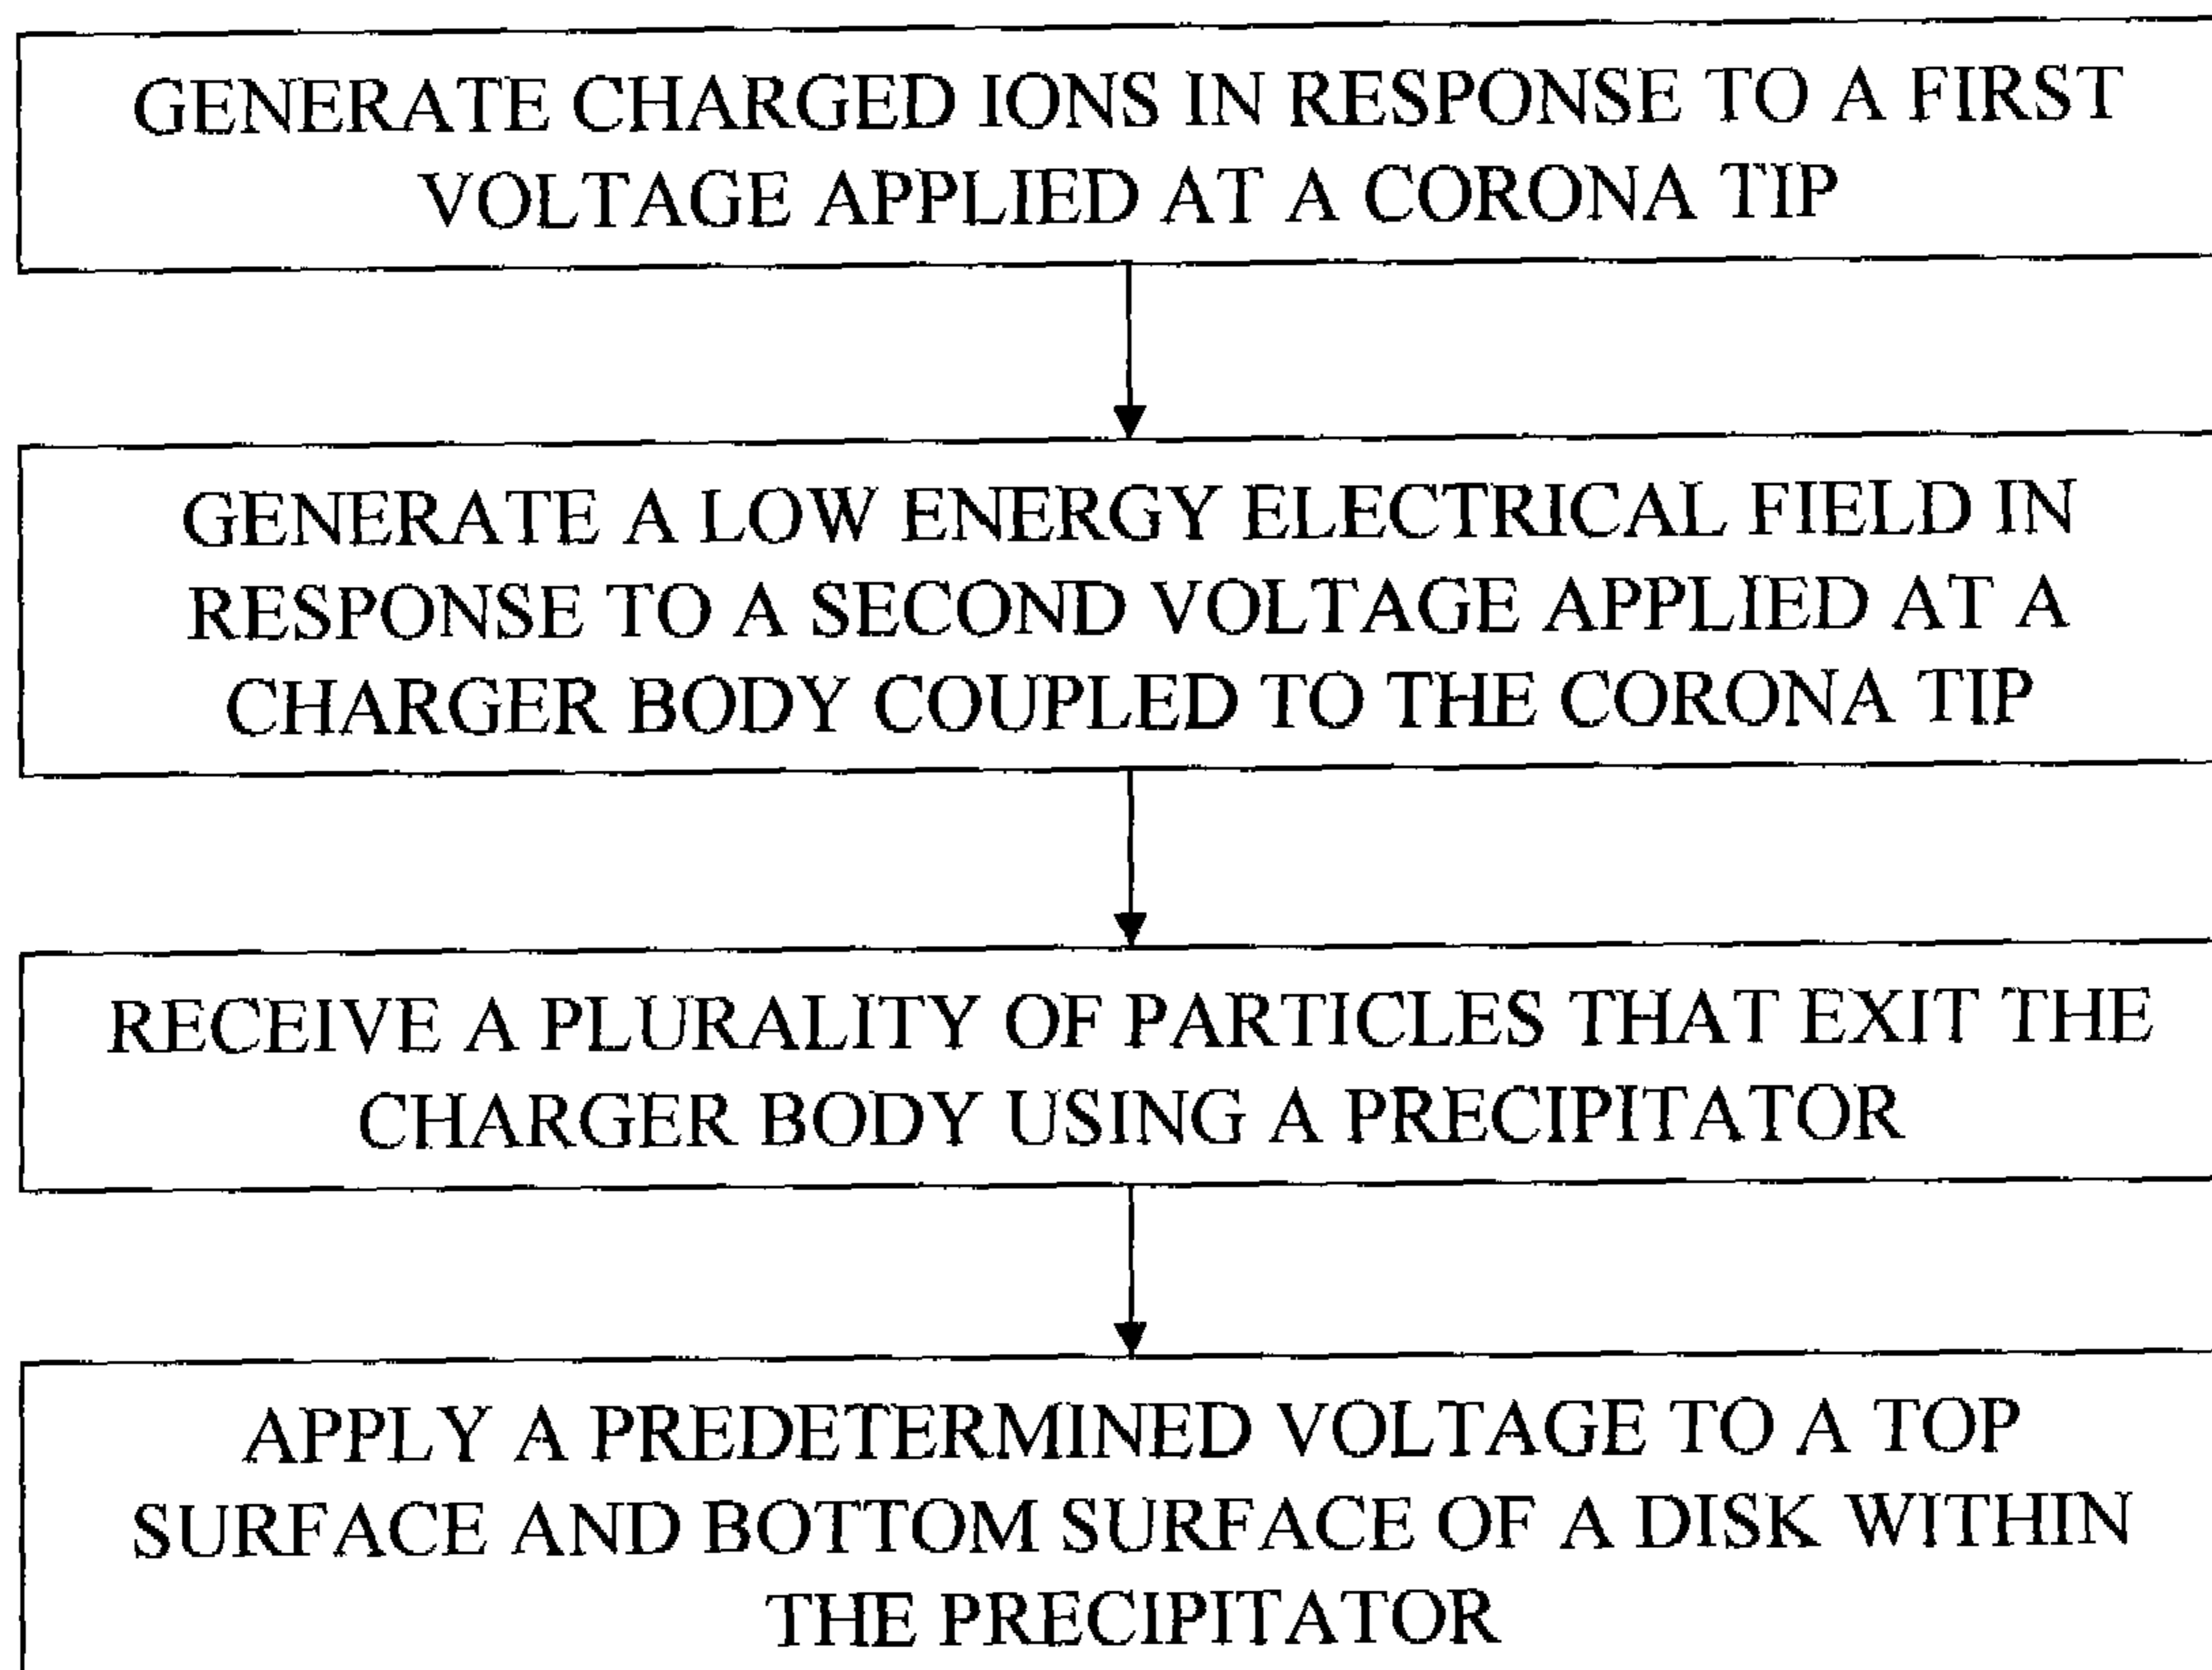 GENERATE CHARGED IONS IN RESPONSE TO A FIRST
VOLTAGE APPLIED AT A CORONA TIP
GENERATE A LOW ENERGY ELECTRICAL FIELD IN
RESPONSE TO A SECOND VOLTAGE APPLIED AT A
CHARGER BODY COUPLED TO THE CORONA TIP
RECEIVE A PLURALITY OF PARTICLES THAT EXIT THE
CHARGER BODY USING A PRECIPITATOR
APPLY A PREDETERMINED VOLTAGE TO A TOP
SURFACE AND BOTTOM SURFACE OF A DISK WITHIN
THE PRECIPITATOR